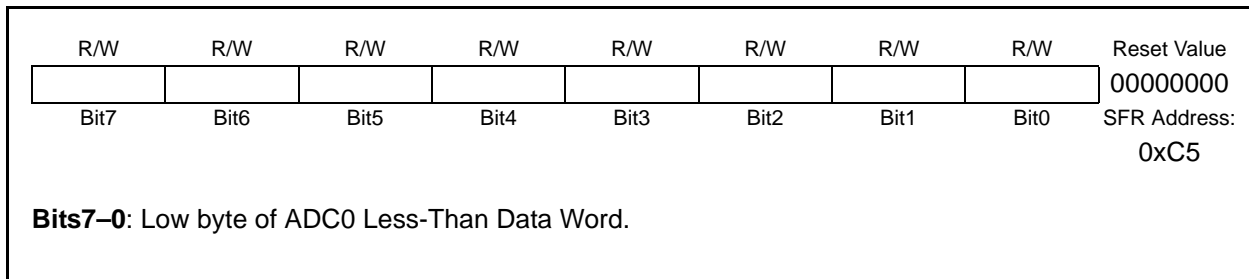 R/W R/W R/W R/W R/W R/W R/W R/W Reset Value
00000000
Bit7 Bit6 Bit5 Bit4 Bit3 Bit2 Bit1 Bit0 SFR Address:
0xC5
Bits7–0: Low byte of ADC0 Less-Than Data Word.